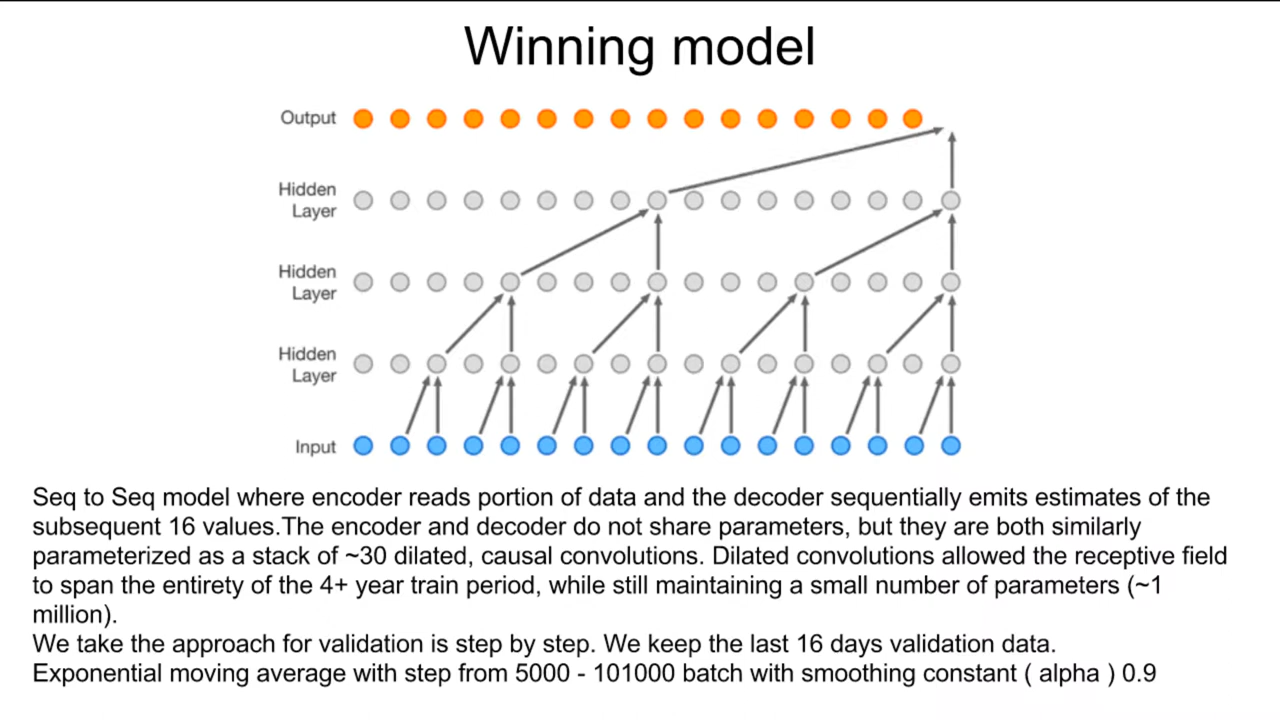 Winning model
Output
Hidden
Layer
Hidden
Layer
Hidden
Layer
Input
Seq to Seq model where encoder reads portion of data and the decoder sequentially emits estimates of the
subsequent 16 values.The encoder and decoder do not share parameters, but they are both similarly
parameterized as a stack of ~30 dilated, causal convolutions. Dilated convolutions allowed the receptive field
to span the entirety of the 4+ year train period, while still maintaining a small number of parameters (~1
million).
We take the approach for validation is step by step. We keep the last 16 days validation data.
Exponential moving average with step from 5000 - 101000 batch with smoothing constant ( alpha ) 0.9